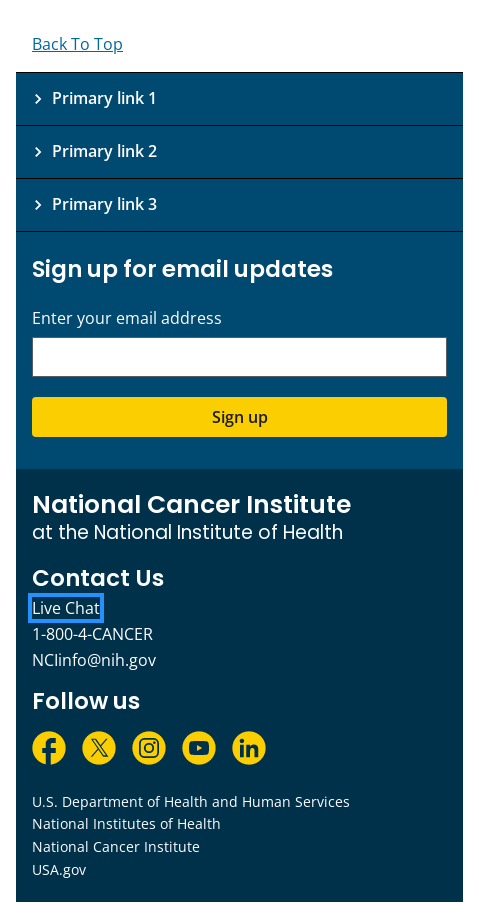 Back To Top
Primary link 1
Primary link 2
Primary link 3
Sign up for email updates
Enter your email address
Sign up
National Cancer Institute
at the National Institute of Health
Contact Us
Live Chat
1-800-4-CANCER
NCIinfo@nih.gov
Follow us
U.S. Department of Health and Human Services
National Institutes of Health
National Cancer Institute
USA.gov